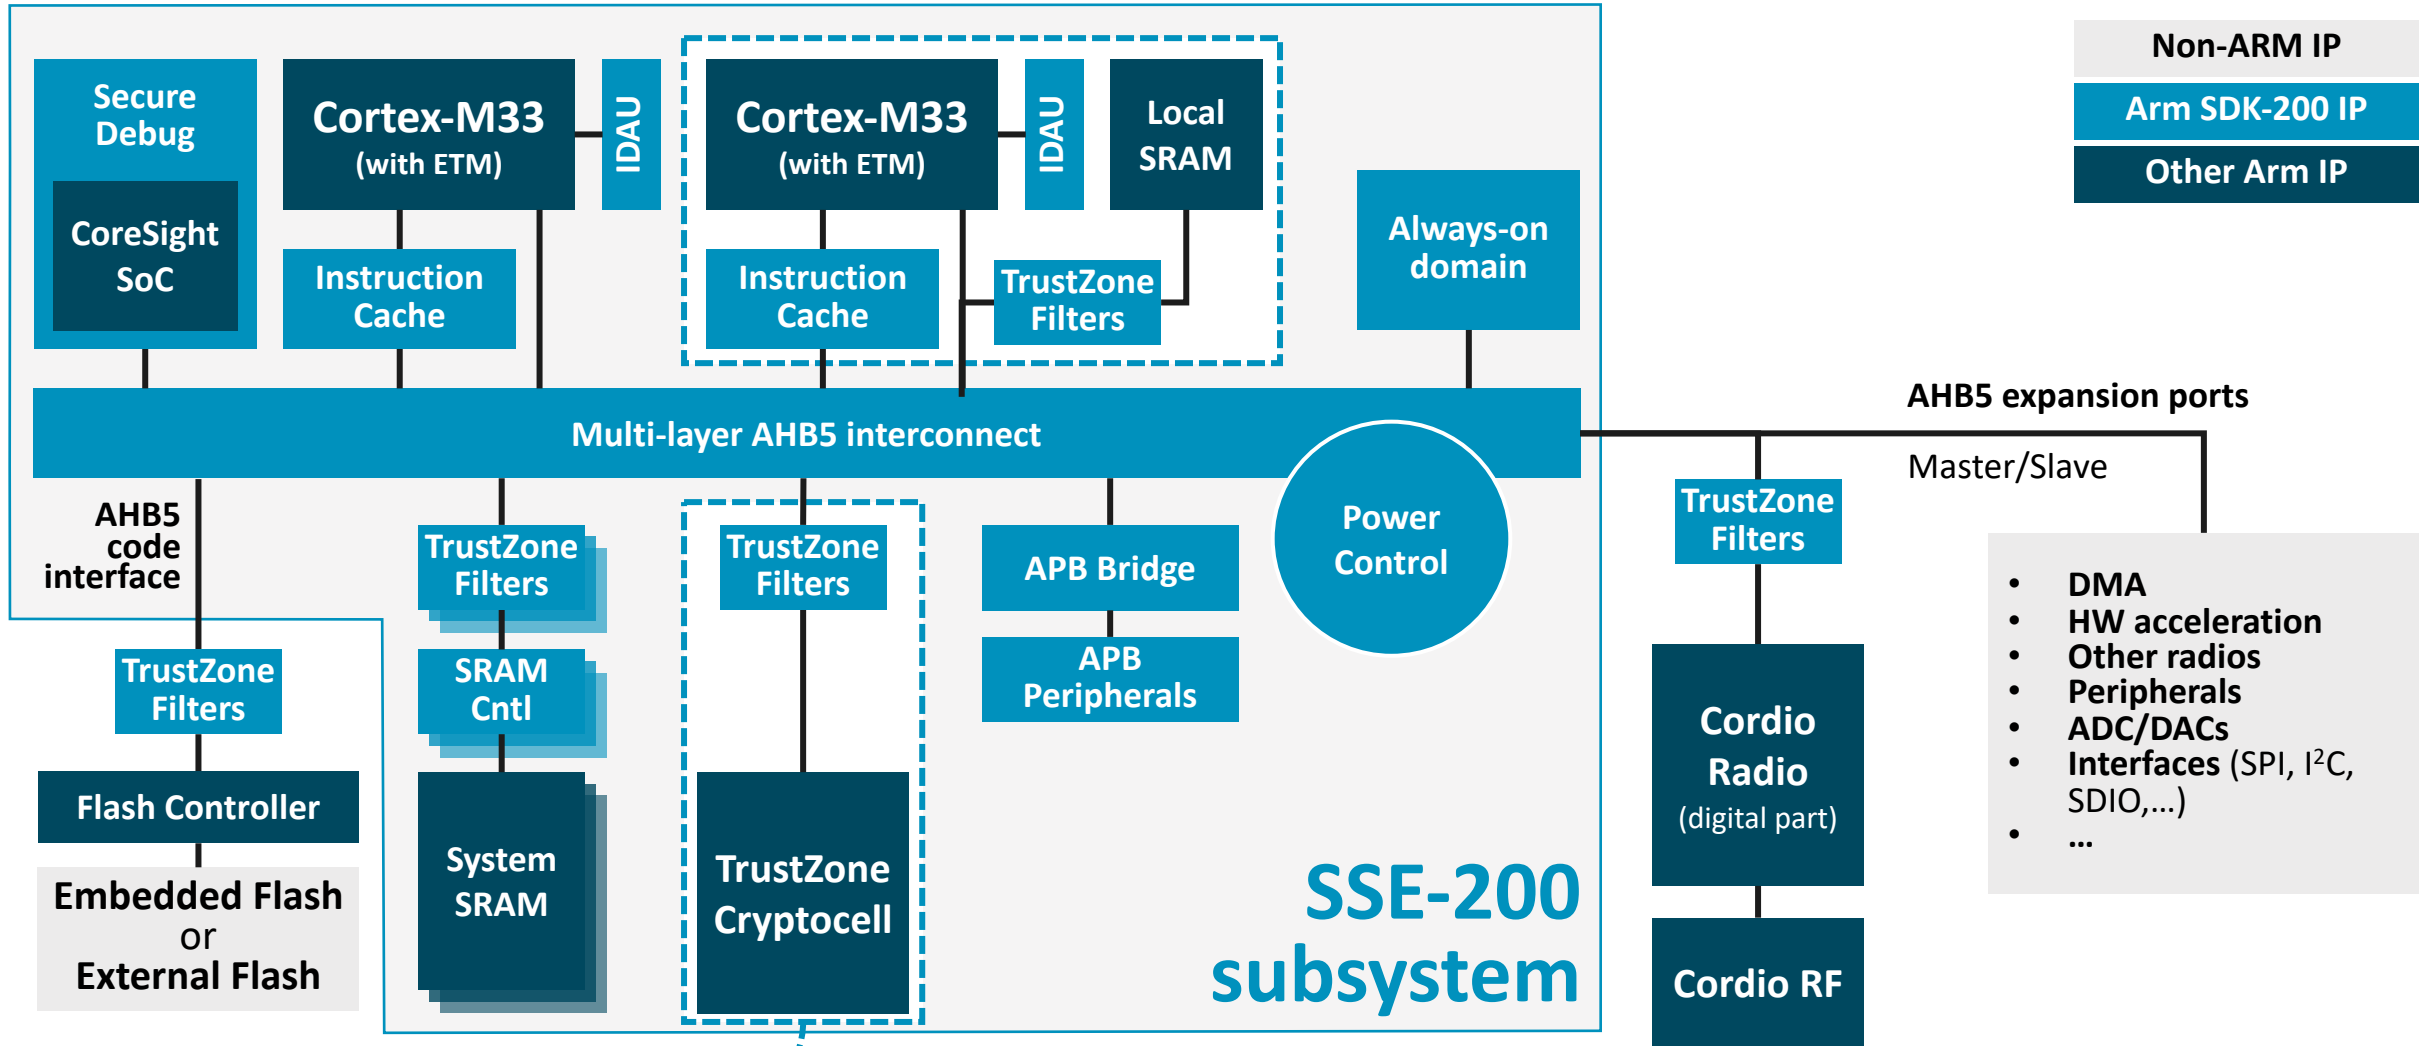 Secure
Debug
CoreSight
SoC
Cortex-M33
(with ETM)
IDAU
Instruction
Cache
Cortex-M33
(with ETM)
IDAU
Local
SRAM
Instruction
Cache
TrustZone
Filters
Always-on
domain
Non-ARM IP
Arm SDK-200 IP
Other Arm IP
Multi-layer AHB5 interconnect
AHB5 expansion ports
Master/Slave
AHB5
code
interface
TrustZone
Filters
Flash Controller
Embedded Flash
or
External Flash
TrustZone
Filters
SRAM
Cntl
System
SRAM
TrustZone
Filters
TrustZone
Cryptocell
APB Bridge
APB
Peripherals
Power
Control
SSE-200
subsystem
TrustZone
Filters
Cordio
Radio
(digital part)
Cordio RF
• DMA
• HW acceleration
• Other radios
• Peripherals
• ADC/DACs
• Interfaces (SPI, I²C,
SDIO,...)
• ...